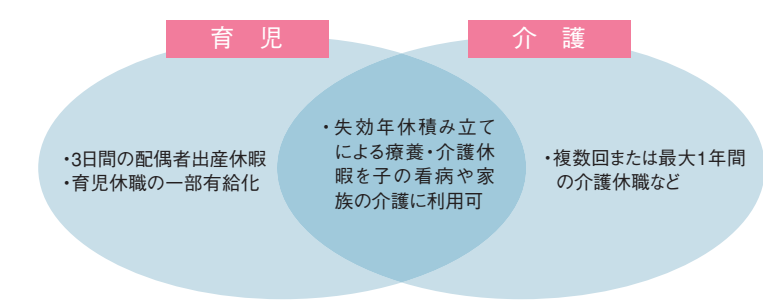 育 児
介 護
・3日間の配偶者出産休暇
・育児休職の一部有給化
・失効年休積み立て
による療養・介護休
暇を子の看病や家
族の介護に利用可
・複数回または最大1年間
の介護休職など